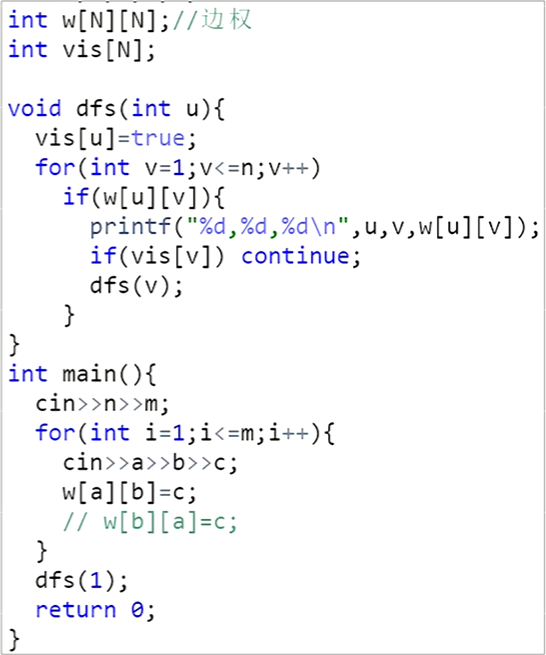 int w[N][N];//边权
int vis[N];
void dfs(int u){
vis[u]=true;
for(int v=1;v<=n;v++)
if(w[u][v]){
printf("%d,%d,%d\n",u,v,w[u][v]);
if(vis[v]) continue;
dfs(v);
}
}
int main(){
cin>>n>>m;
for(int i=1;i<=m;i++){
cin>>a>>b>>c;
w[a][b]=c;
// w[b][a]=c;
}
dfs(1);
return 0;
}